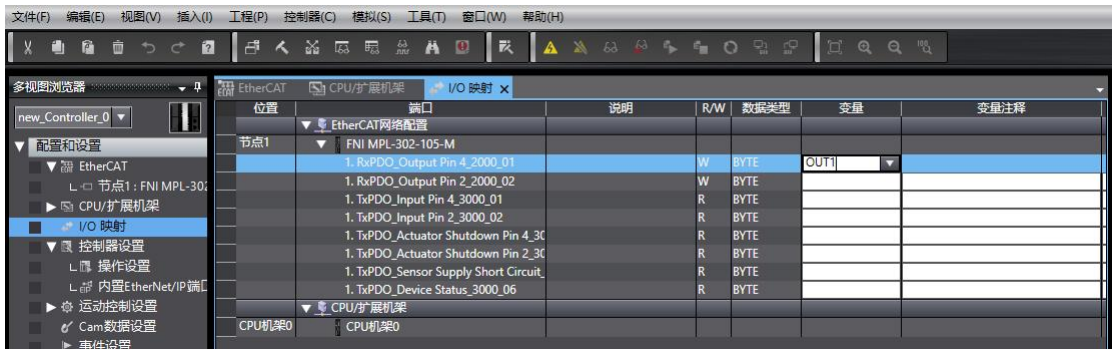 文件(F) 编辑(E) 视图(V) 插入(I) 工程(P) 控制器(C) 模拟(S) 工具(T) 窗口(W) 帮助(H)
多视图浏览器
new_Controller_0
配置和设置
EtherCAT
节点1 : FNI MPL-302
CPU/扩展机架
I/O 映射
控制器设置
操作设置
内置EtherNet/IP端口
运动控制设置
Cam数据设置
事件设置
EtherCAT CPU/扩展机架 I/O 映射
位置 端口 说明 R/W 数据类型 变量 变量注释
EtherCAT网络配置
节点1 FNI MPL-302-105-M
1. RxPDO_Output Pin 4_2000_01 W BYTE OUT1
1. RxPDO_Output Pin 2_2000_02 W BYTE
1. TxPDO_Input Pin 4_3000_01 R BYTE
1. TxPDO_Input Pin 2_3000_02 R BYTE
1. TxPDO_Actuator Shutdown Pin 4_30 R BYTE
1. TxPDO_Actuator Shutdown Pin 2_30 R BYTE
1. TxPDO_Sensor Supply Short Circuit_ R BYTE
1. TxPDO_Device Status_3000_06 R BYTE
CPU/扩展机架
CPU机架0 CPU机架0